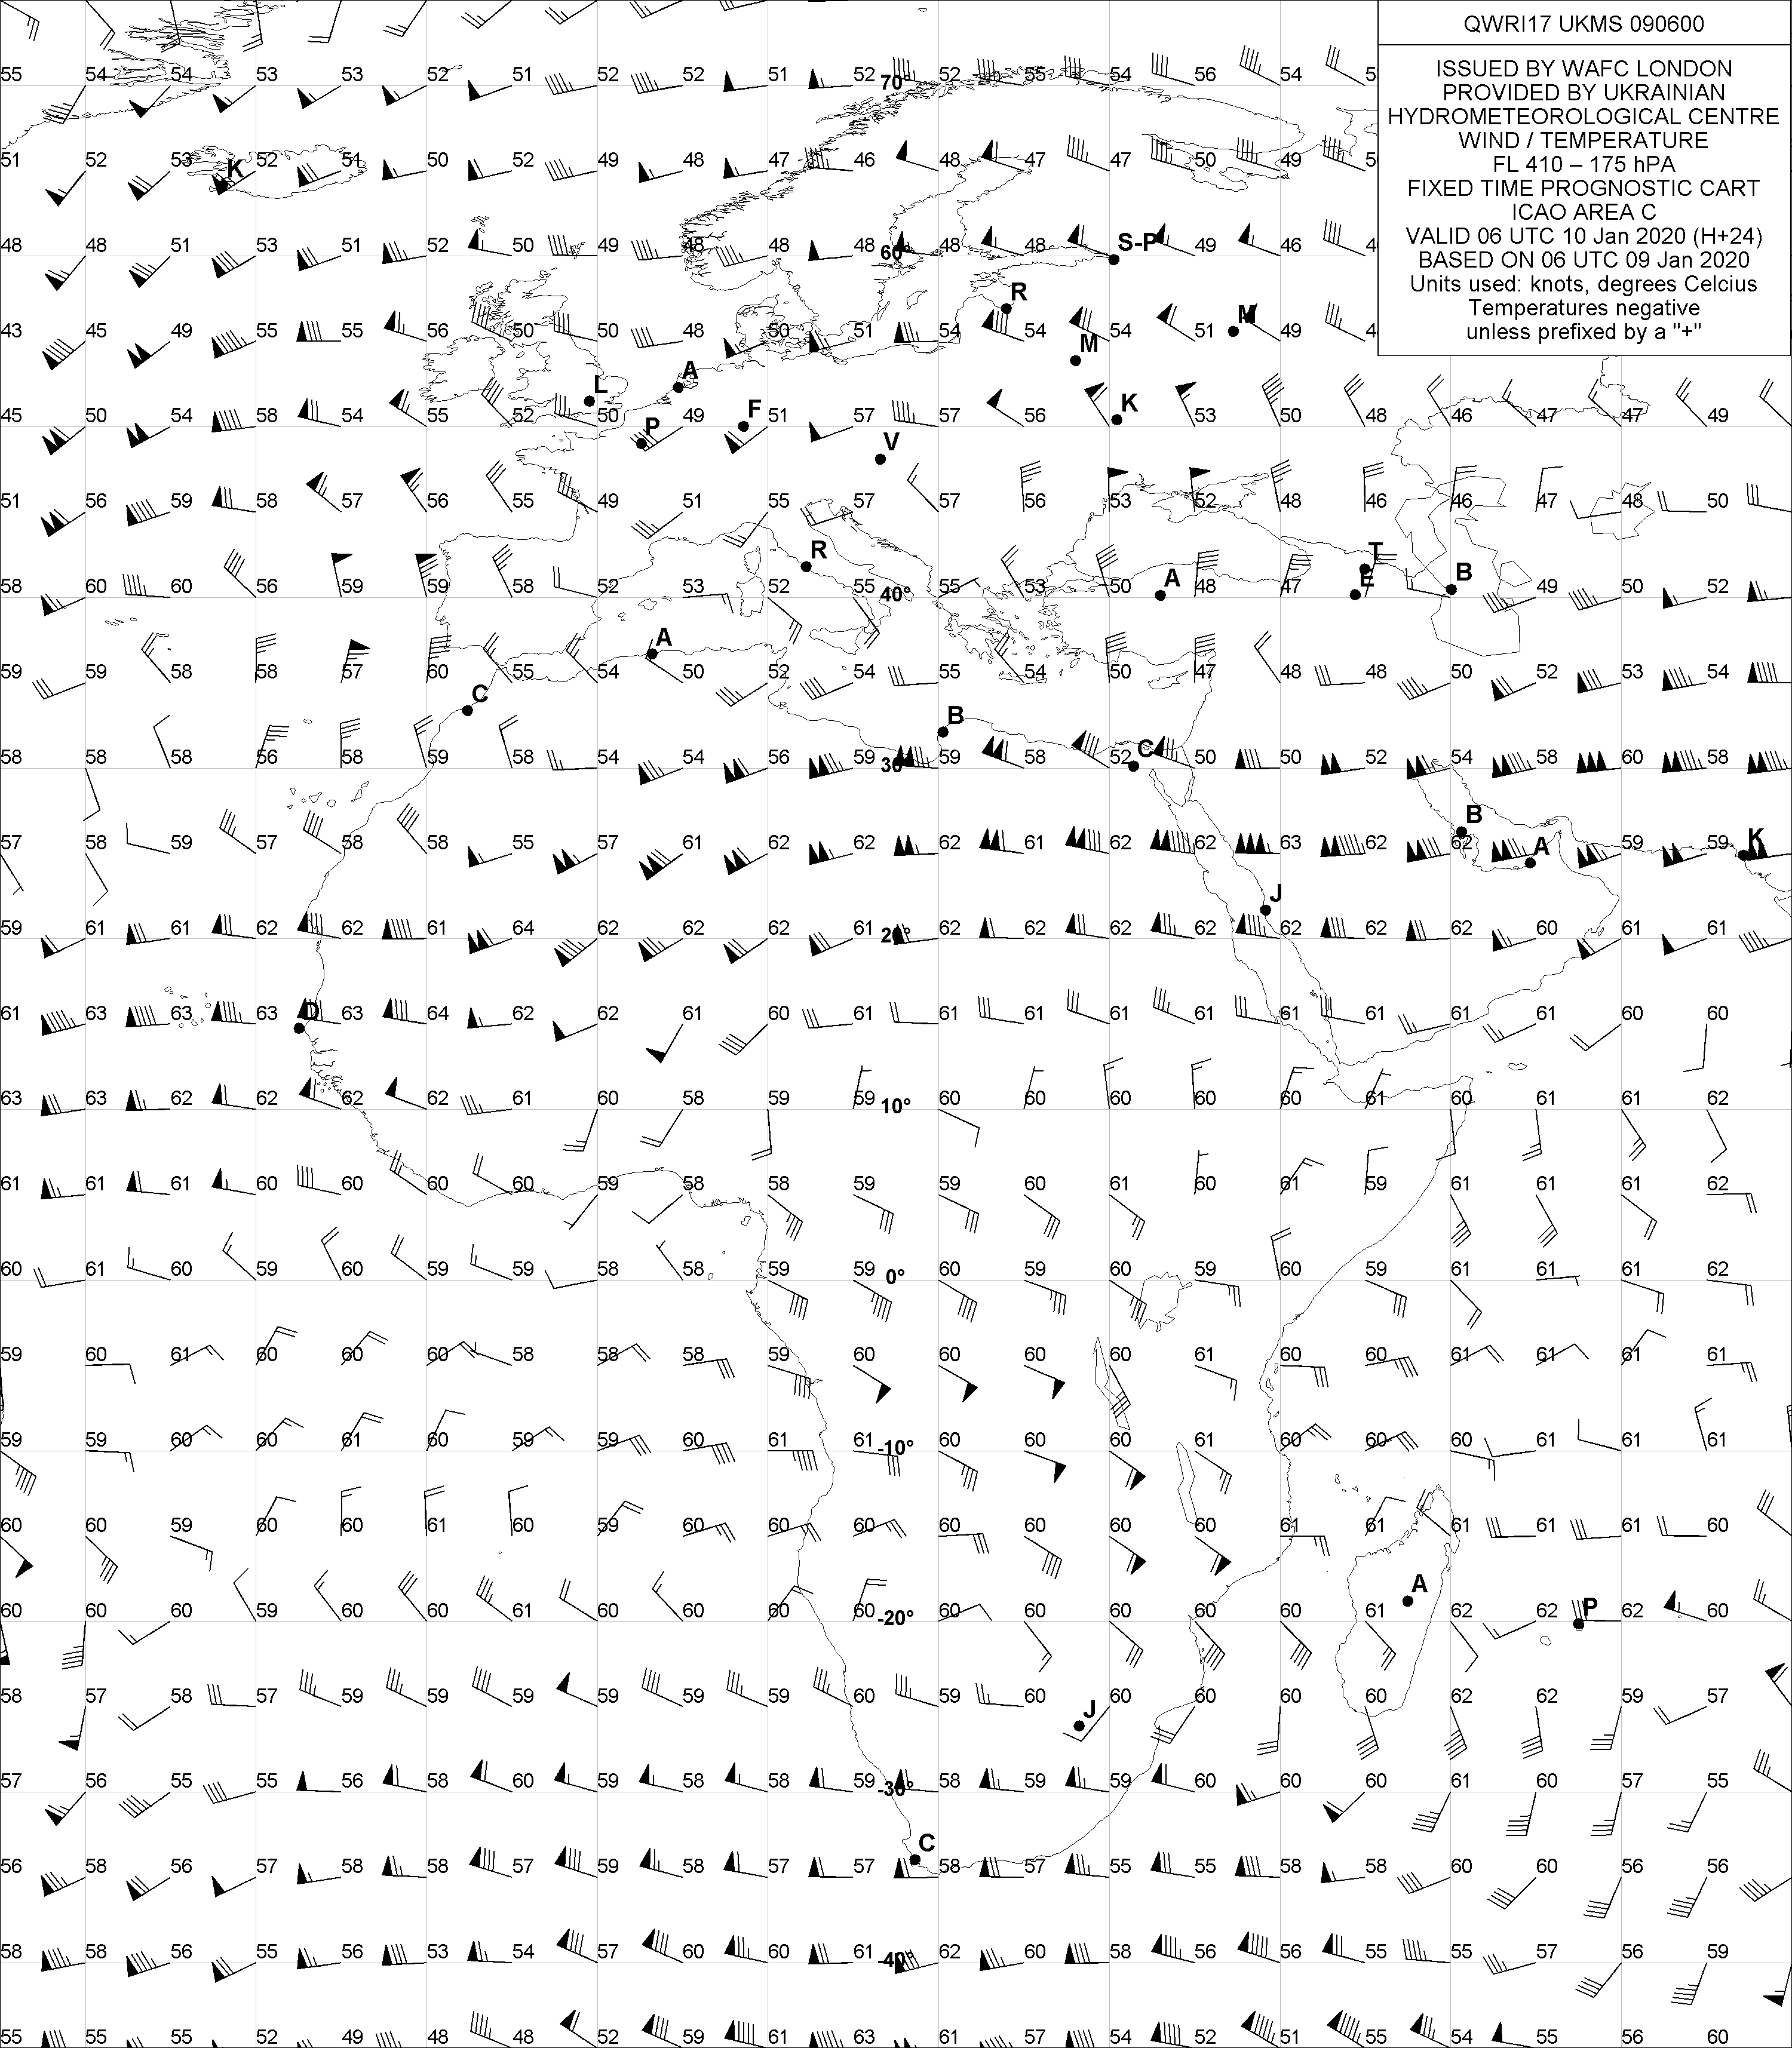 QWRI17 UKMS 090600
ISSUED BY WAFC LONDON
PROVIDED BY UKRAINIAN
HYDROMETEOROLOGICAL CENTRE
WIND / TEMPERATURE
FL 410 – 175 hPA
FIXED TIME PROGNOSTIC CART
ICAO AREA C
VALID 06 UTC 10 Jan 2020 (H+24)
BASED ON 06 UTC 09 Jan 2020
Units used: knots, degrees Celcius
Temperatures negative
unless prefixed by a "+"
55 54 54 53 53 52 51 52 52 51 52 70° 52 55 54 56 54 5
51 52 53 K 52 51 50 52 49 48 47 46 48 47 47 50 49 5
48 48 51 53 51 52 50 49 48 48 48 60° 48 48 S-P 49 46 4
R
43 45 49 55 55 56 50 50 48 50 51 54 54 54 51 M 49 4
M
L A
45 50 54 58 54 55 52 50 P 49 F 51 57 57 56 K 53 50 48 46 47 47 49
V
51 56 59 58 57 56 55 49 51 55 57 57 56 53 52 48 46 46 47 48 50
R T
58 60 60 56 59 59 58 52 53 52 55 40° 55 53 50 A 48 47 E B 49 50 52
A
59 59 58 58 57 60 55 54 50 52 54 55 54 50 47 48 48 50 52 53 54
C B
58 58 58 56 58 59 58 54 54 56 59 30° 59 58 52 C 50 50 52 54 58 60 58
B
57 58 59 57 58 58 55 57 61 62 62 62 61 62 62 63 62 62 A 59 59 K
J
59 61 61 62 62 61 64 62 62 62 61 20° 62 62 62 62 62 62 62 60 61 61
61 63 63 63 D 63 64 62 62 61 60 61 61 61 61 61 61 61 61 61 60 60
63 63 62 62 62 62 61 60 58 59 59 10° 60 60 60 60 60 61 60 61 61 62
61 61 61 60 60 60 60 59 58 58 59 59 60 61 60 61 59 61 61 61 62
60 61 60 59 60 59 59 58 58 59 59 0° 60 59 60 59 60 59 61 61 61 62
59 60 61 60 60 60 58 58 58 59 60 60 60 60 61 60 60 61 61 61 61
59 59 60 60 61 60 59 59 60 61 61 -10° 60 60 60 61 60 60 60 61 61 61
60 60 59 60 60 61 60 59 60 60 60 60 60 60 60 61 61 61 61 61 60
A
60 60 60 59 60 60 61 60 60 60 60 -20° 60 60 60 60 60 61 62 62 P 62 60
58 57 58 57 59 59 59 59 59 59 60 59 60 J 60 60 60 60 62 62 59 57
57 56 55 55 56 58 60 59 58 58 59 -30° 58 59 59 60 60 60 61 60 57 55
C
56 58 56 57 58 58 57 59 58 57 57 58 57 55 55 58 58 60 60 56 56
58 58 56 55 56 53 54 57 60 60 61 -40° 62 60 58 56 56 55 55 57 56 59
55 55 55 52 49 48 48 52 59 61 63 61 57 54 52 51 55 54 55 56 60